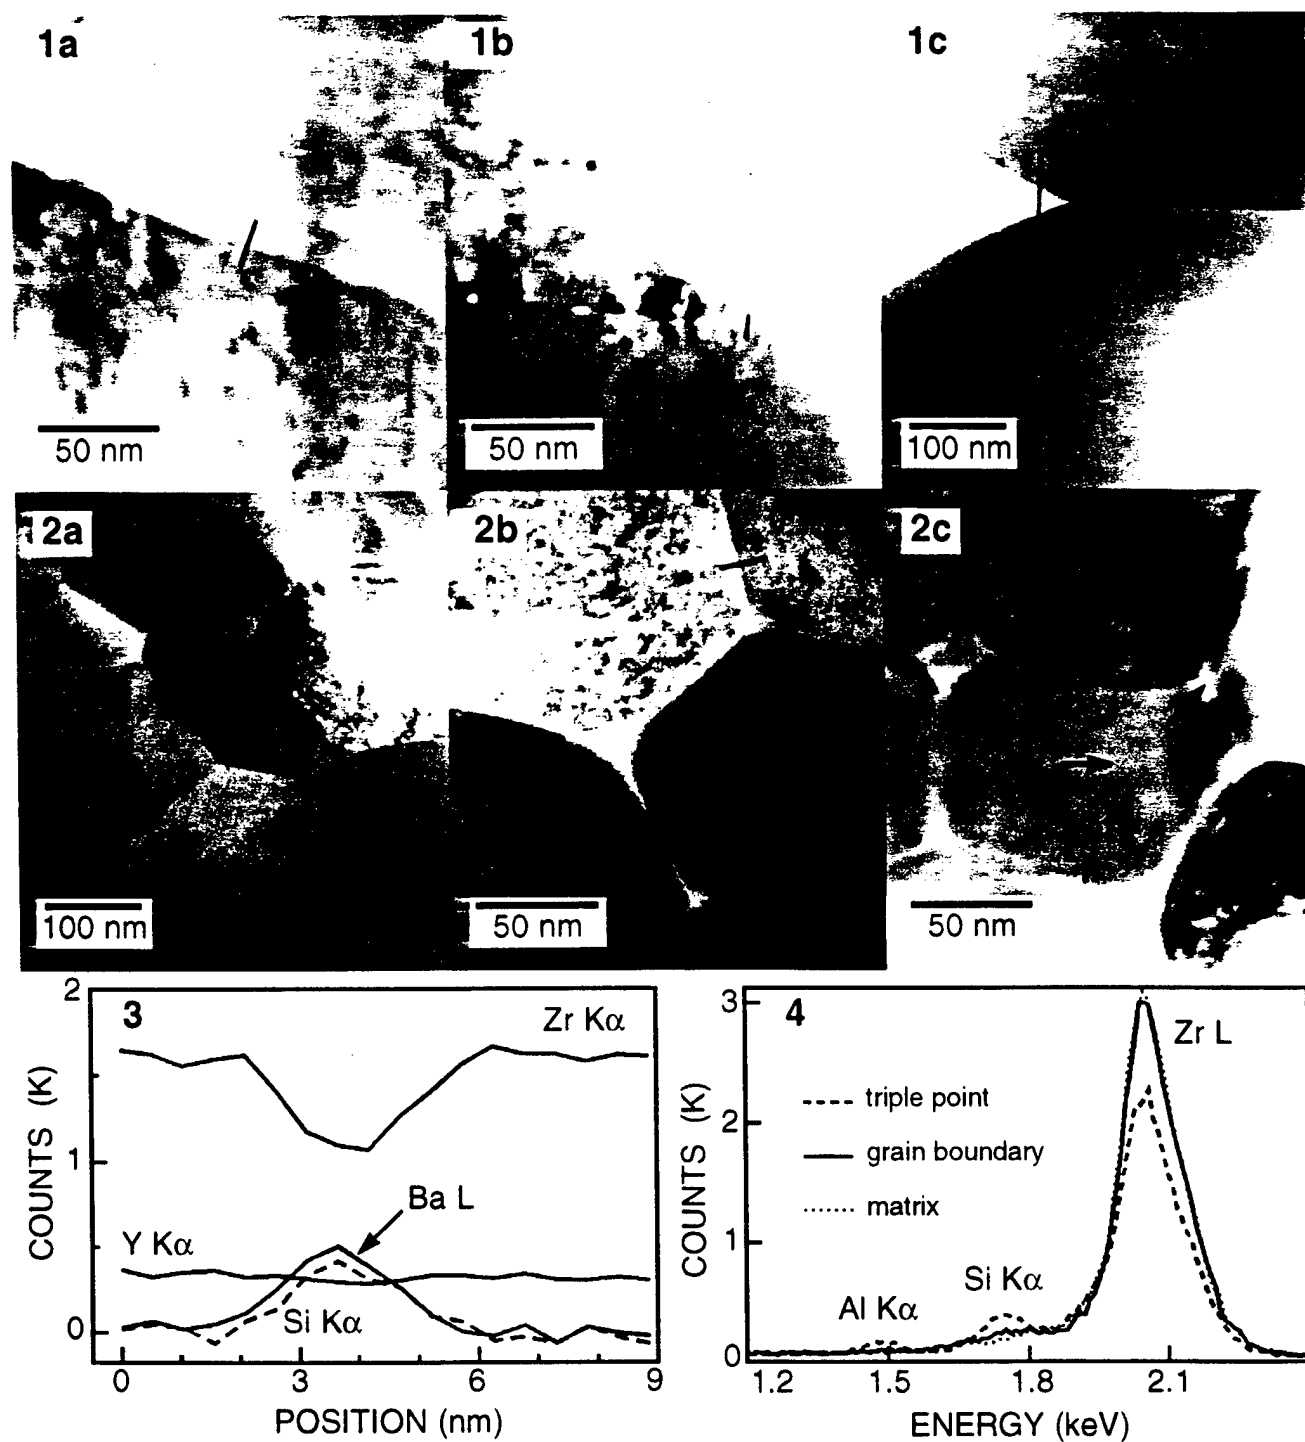 1a
1b
1c
50 nm
50 nm
100 nm
2a
2b
2c
100 nm
50 nm
50 nm
3
2
1
0
COUNTS (K)
Zr Kα
Ba L
Y Kα
Si Kα
0
3
6
9
POSITION (nm)
4
3
2
1
0
COUNTS (K)
Zr L
triple point
grain boundary
matrix
Si Kα
Al Kα
1.2
1.5
1.8
2.1
ENERGY (keV)